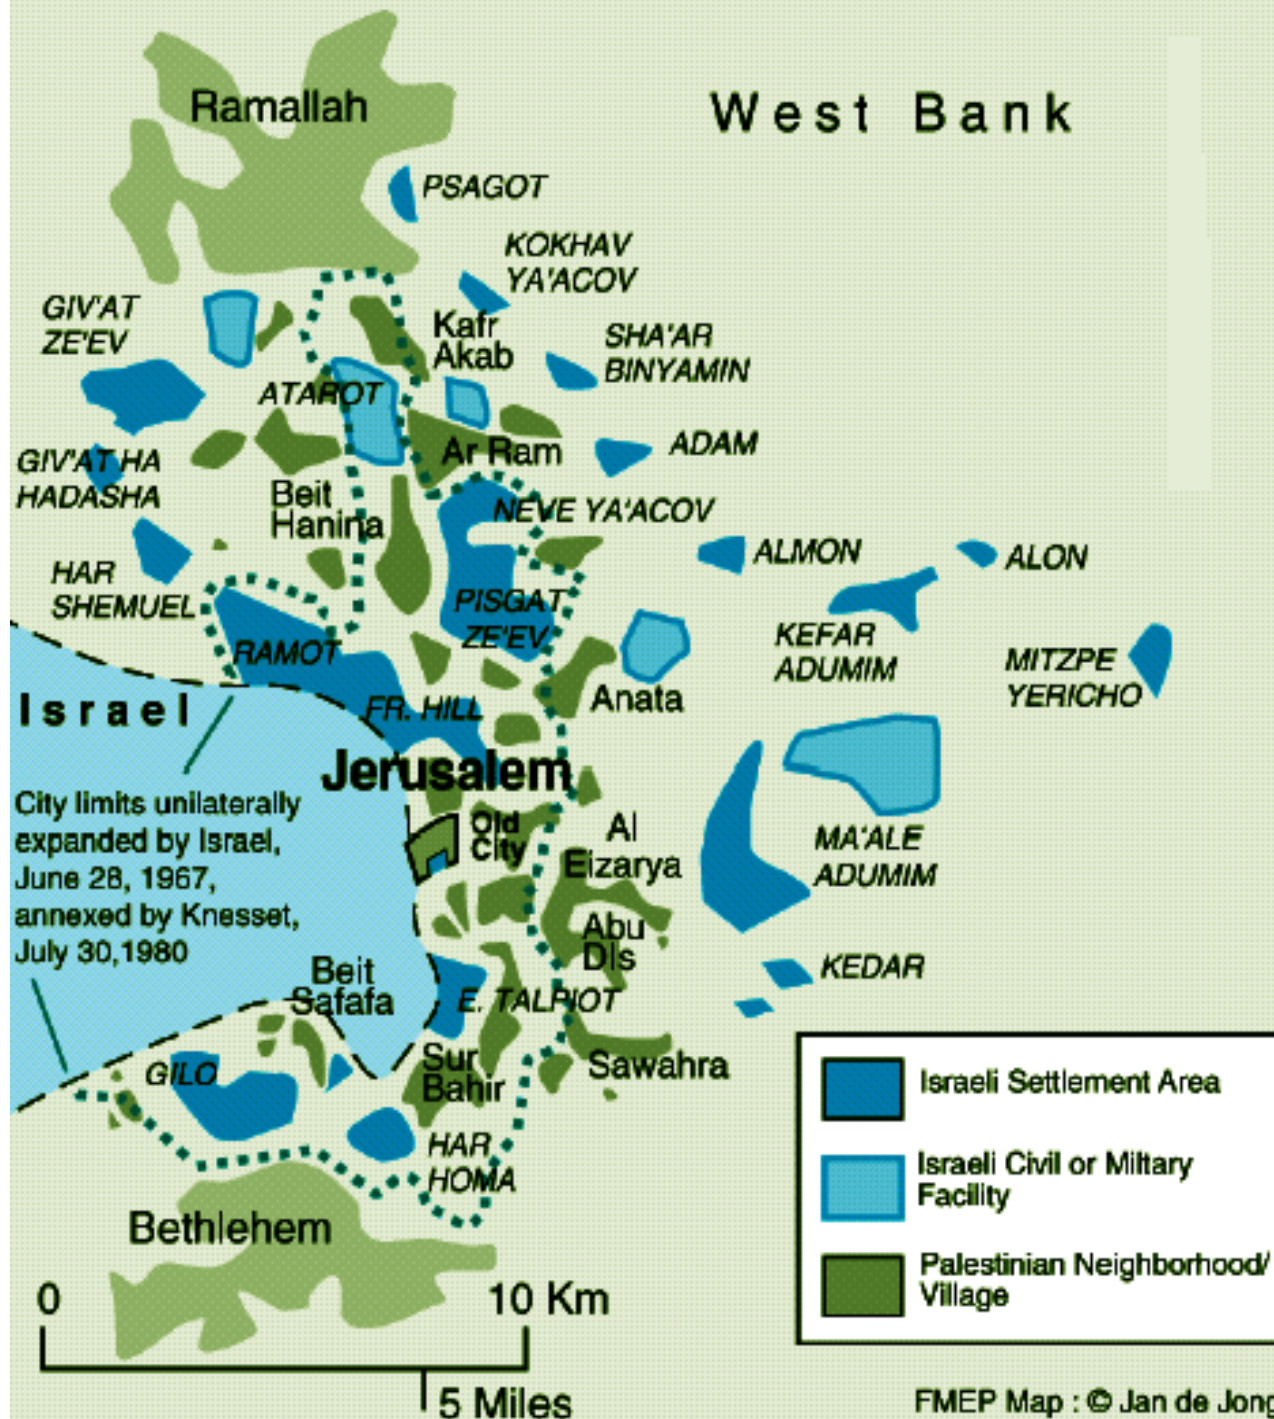 Ramallah
West Bank
PSAGOT
KOKHAV
YA'ACOV
GIV'AT
ZE'EV
Kafr
Akab
SHA'AR
BINYAMIN
ATAROT
Ar Ram
ADAM
GIV'AT HA
HADASHA
Beit
Hanina
NEVE YA'ACOV
ALMON
ALON
HAR
SHEMUEL
PISGAT
ZE'EV
KEFAR
ADUMIM
MITZPE
YERICHO
RAMOT
Anata
Israel
FR. HILL
Jerusalem
City limits unilaterally
expanded by Israel,
June 28, 1967,
annexed by Knesset,
July 30,1980
Old
City
Al
Eizarya
MA'ALE
ADUMIM
Abu
DIs
KEDAR
Beit
Safafa
E. TALPIOT
GILO
Sur
Bahir
Sawahra
HAR
HOMA
Bethlehem
Israeli Settlement Area
Israeli Civil or Miltary
Facility
Palestinian Neighborhood/
Village
0 10 Km
5 Miles
FMEP Map : © Jan de Jong